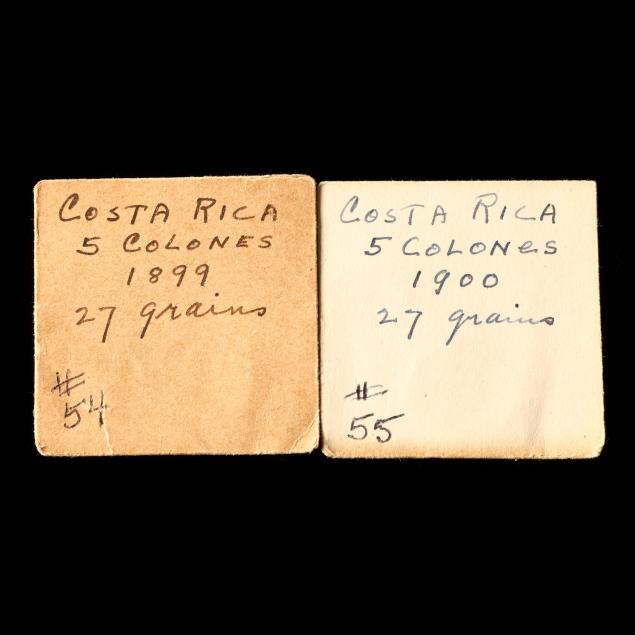 COSTA RICA
5 COLONES
1899
27 grains
#
54
COSTA RICA
5 COLONES
1900
27 grains
#
55